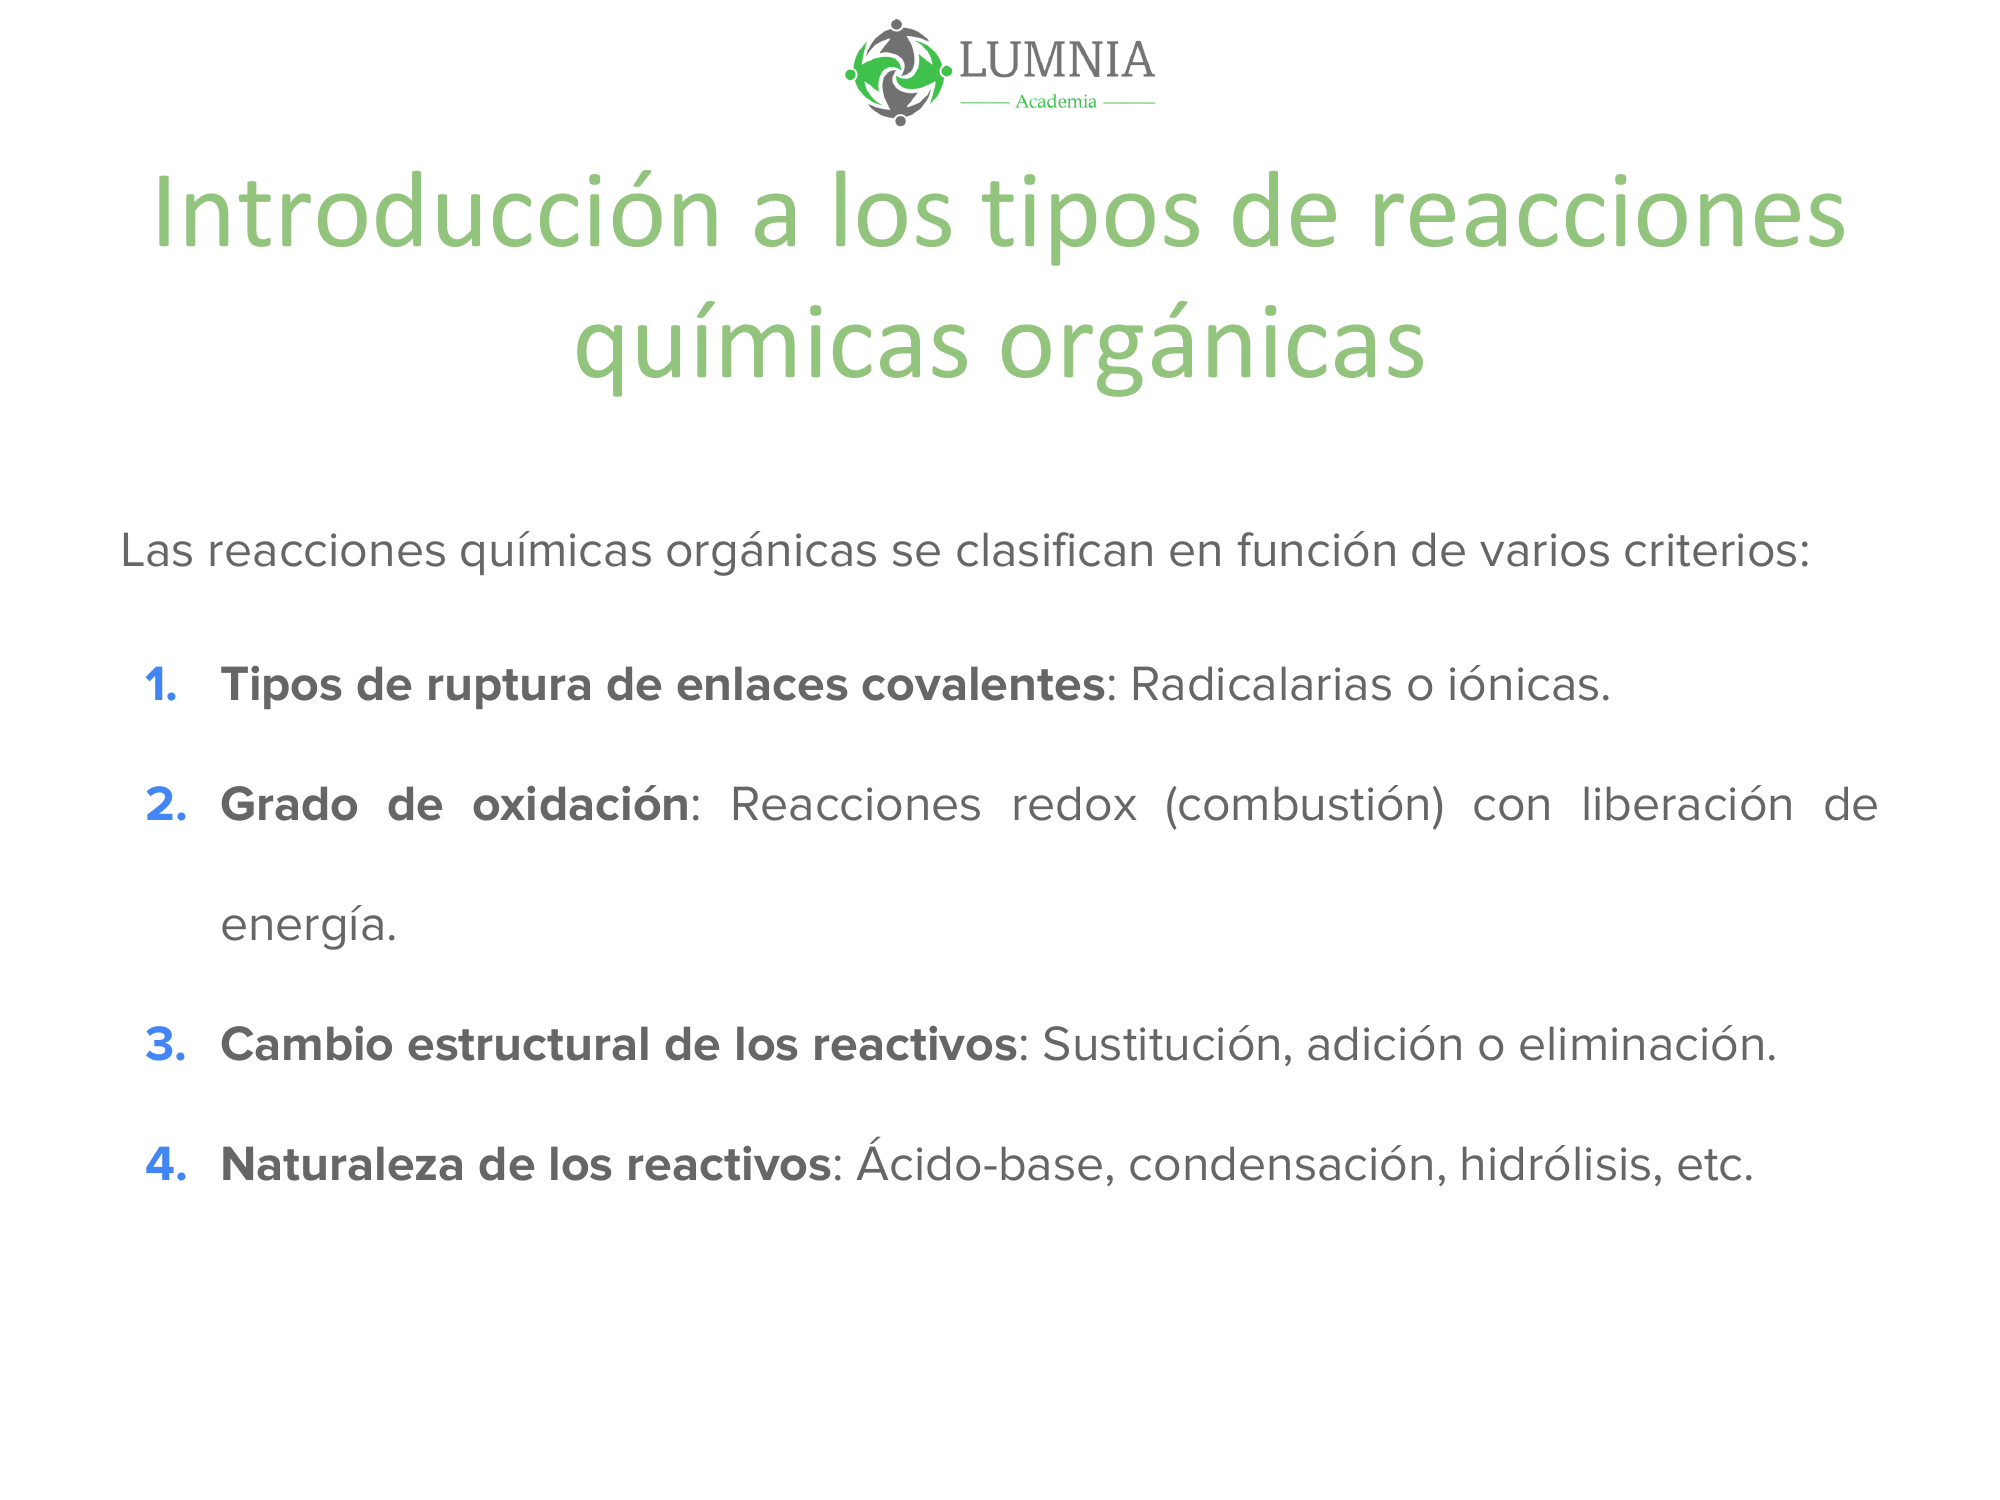 LUMNIA
Academia
Introducción a los tipos de reacciones
químicas orgánicas
Las reacciones químicas orgánicas se clasifican en función de varios criterios:
1. Tipos de ruptura de enlaces covalentes: Radicalarias o iónicas.
2. Grado de oxidación: Reacciones redox (combustión) con liberación de
energía.
3. Cambio estructural de los reactivos: Sustitución, adición o eliminación.
4. Naturaleza de los reactivos: Ácido-base, condensación, hidrólisis, etc.